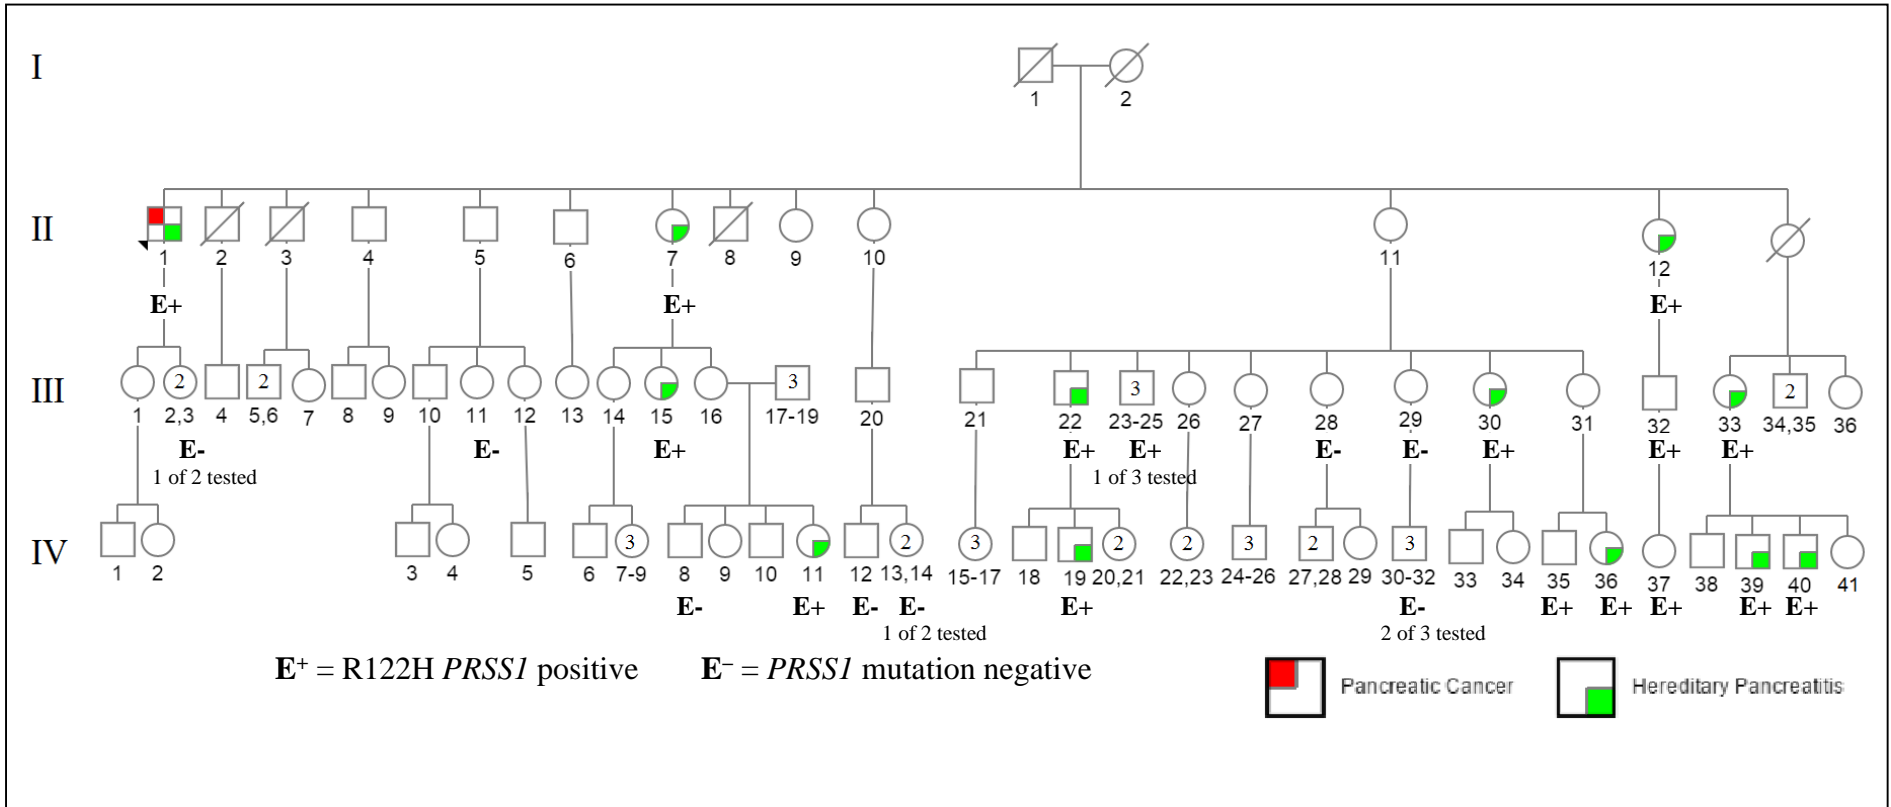 I
1 2
II
1 2 3 4 5 6 7 8 9 10 11 12
E+ E+ E+
III
2 2 3 3 2
1 2,3 4 5,6 7 8 9 10 11 12 13 14 15 16 17-19 20 21 22 23-25 26 27 28 29 30 31 32 33 34,35 36
E- E- E+ E+ E+ E- E- E+ E+ E+
1 of 2 tested 1 of 3 tested
IV
3 2 3 2 2 3 2 3
1 2 3 4 5 6 7-9 8 9 10 11 12 13,14 15-17 18 19 20,21 22,23 24-26 27,28 29 30-32 33 34 35 36 37 38 39 40 41
E- E+ E- E- E+ E- E+ E+ E+ E+ E+
1 of 2 tested 2 of 3 tested
E+ = R122H PRSS1 positive E– = PRSS1 mutation negative
Pancreatic Cancer Hereditary Pancreatitis